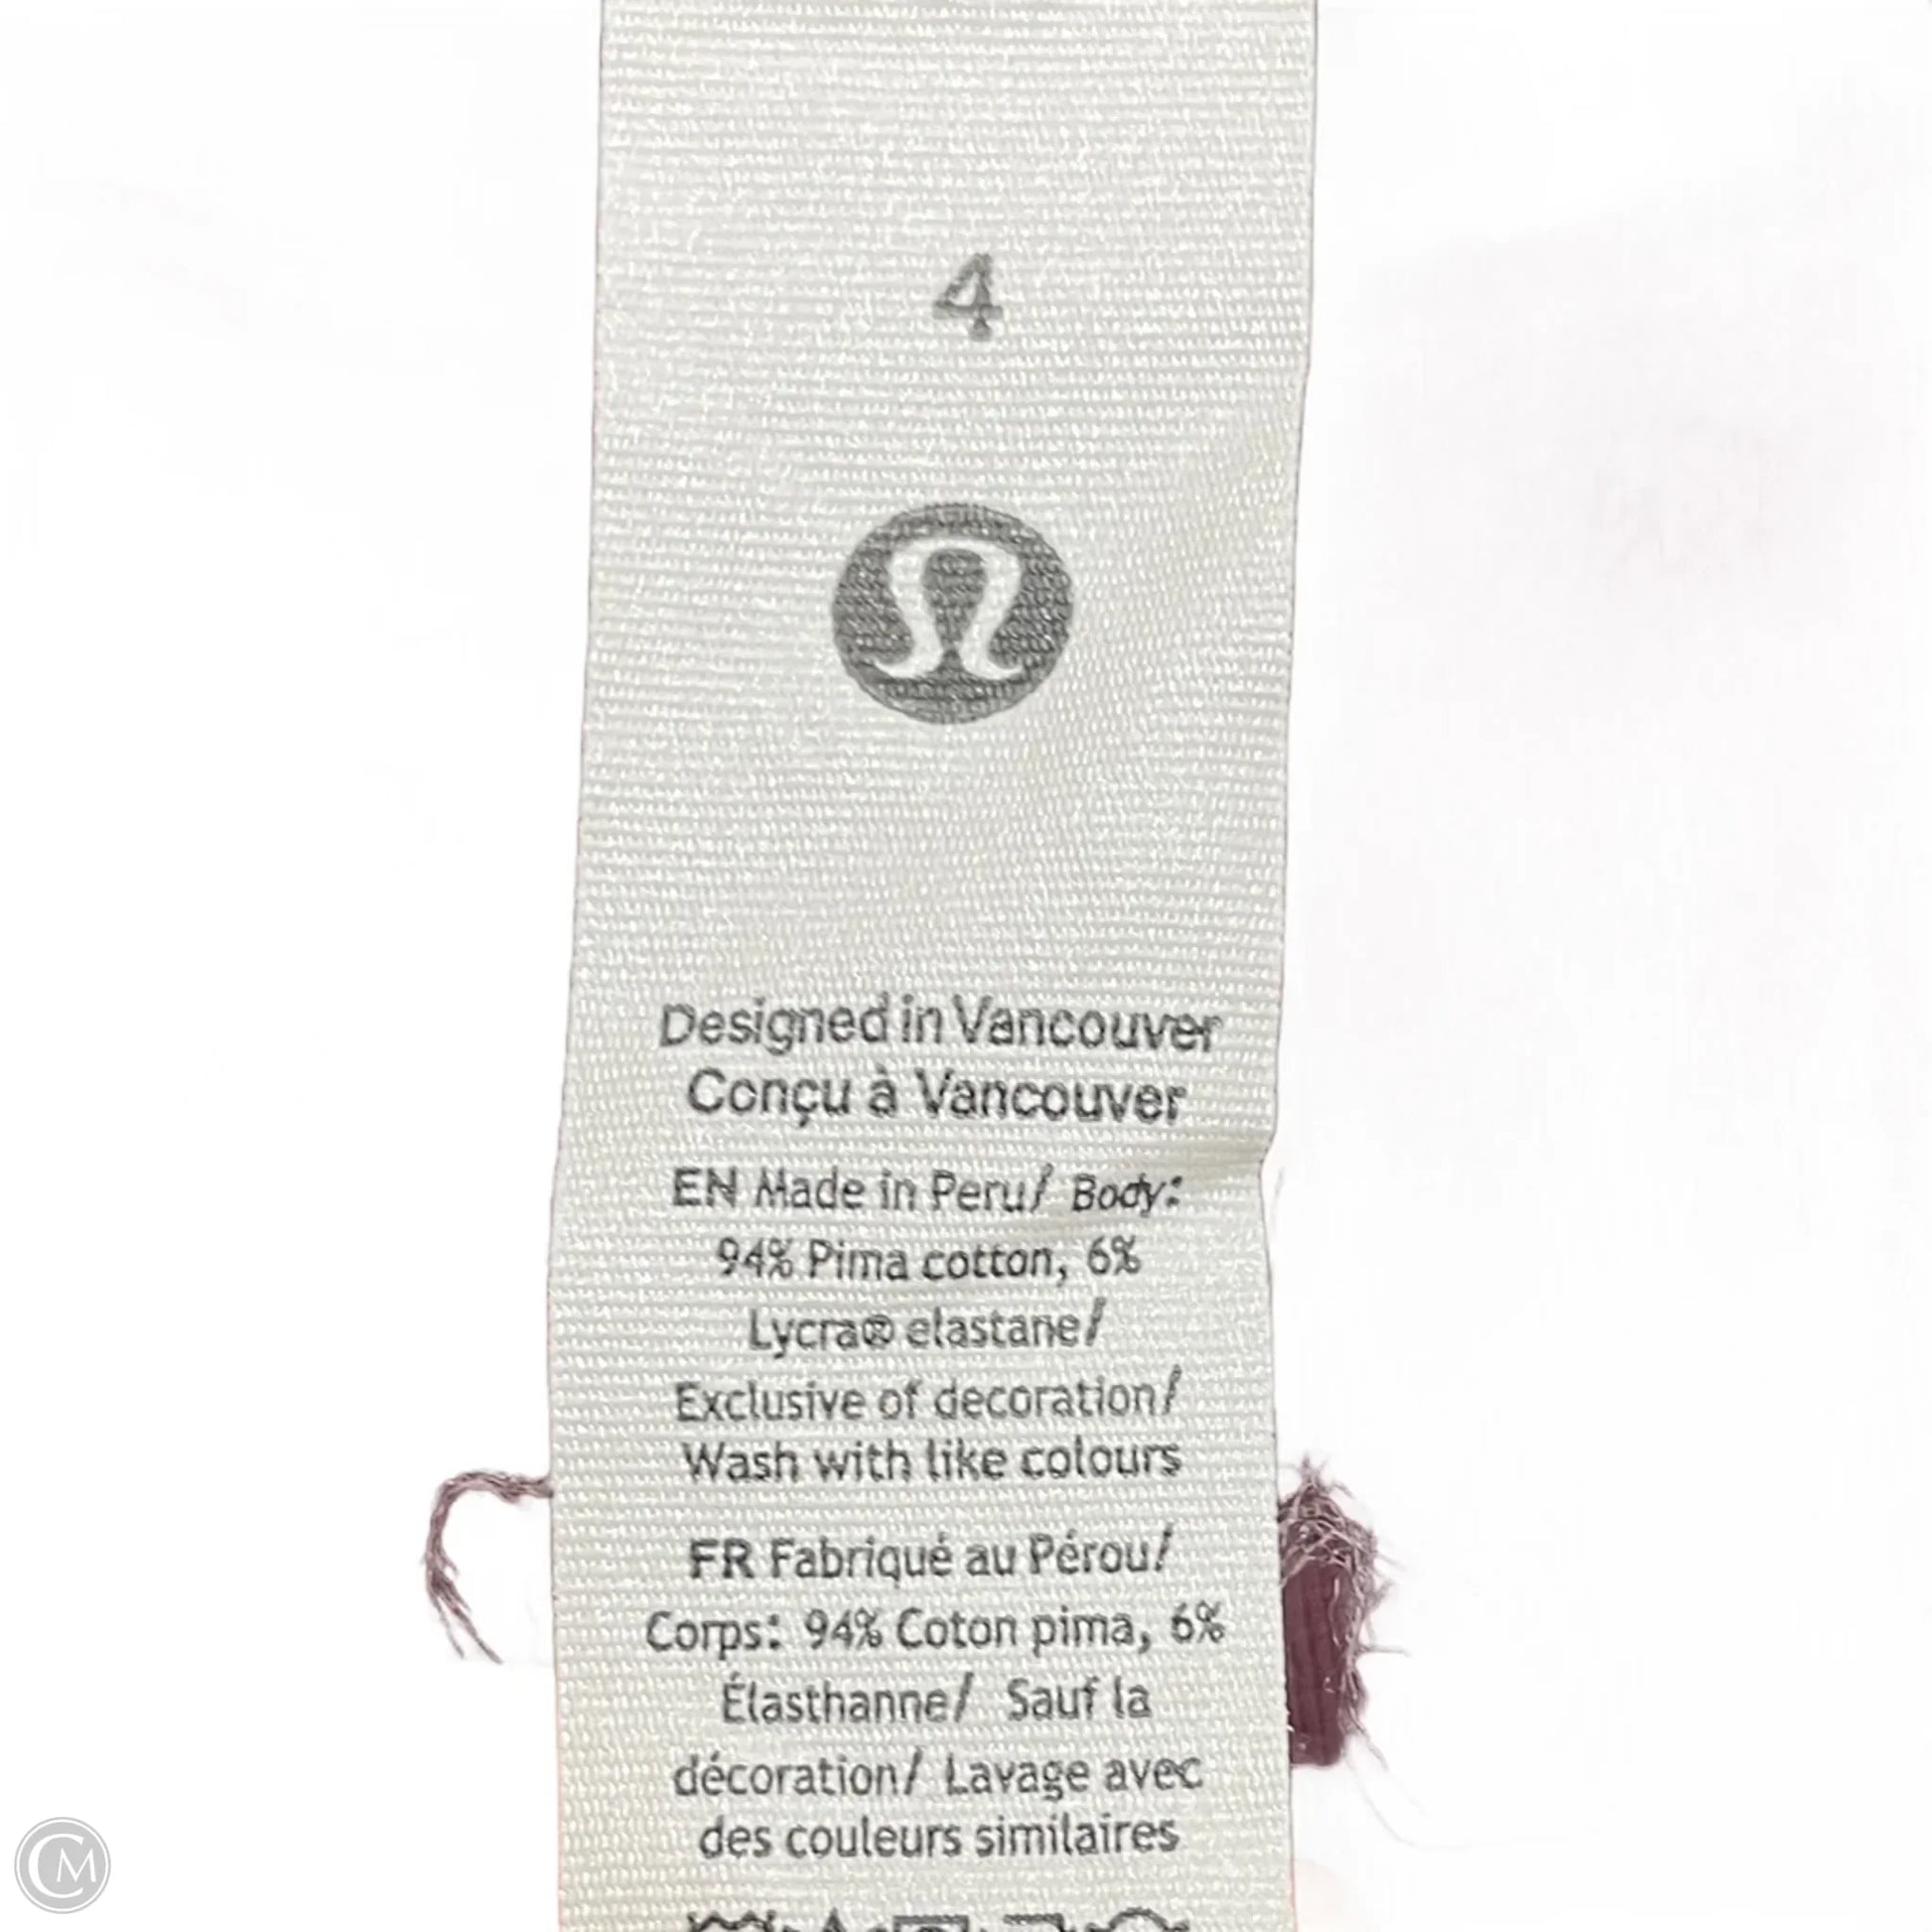 4
Designed in Vancouver
Conçu à Vancouver
EN Made in Peru/ Body:
94% Pima cotton, 6%
Lycra® elastane/
Exclusive of decoration/
Wash with like colours
FR Fabriqué au Pérou/
Corps: 94% Coton pima, 6%
Élasthanne/ Sauf la
décoration/ Lavage avec
des couleurs similaires
CM